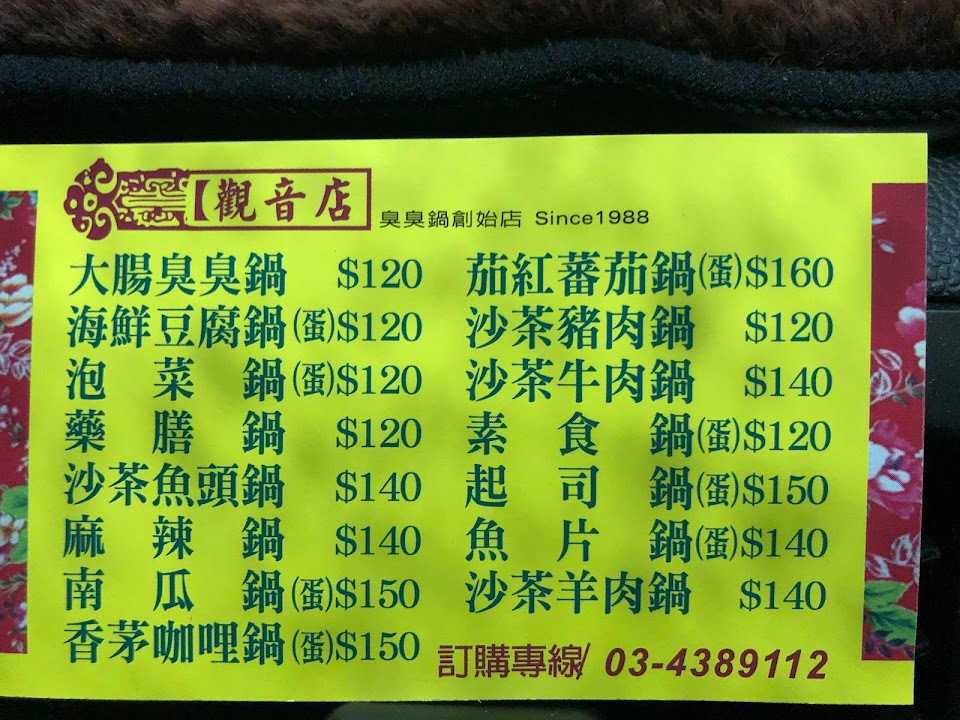 【觀音店
臭臭鍋創始店 Since1988
大腸臭臭鍋 $120
海鮮豆腐鍋(蛋)$120
泡菜鍋(蛋)$120
藥膳鍋 $120
沙茶魚頭鍋 $140
麻辣鍋 $140
南瓜鍋(蛋)$150
香茅咖哩鍋(蛋)$150
茄紅蕃茄鍋(蛋)$160
沙茶豬肉鍋 $120
沙茶牛肉鍋 $140
素食鍋(蛋)$120
起司鍋(蛋)$150
魚片鍋(蛋)$140
沙茶羊肉鍋 $140
訂購專線/ 03-4389112